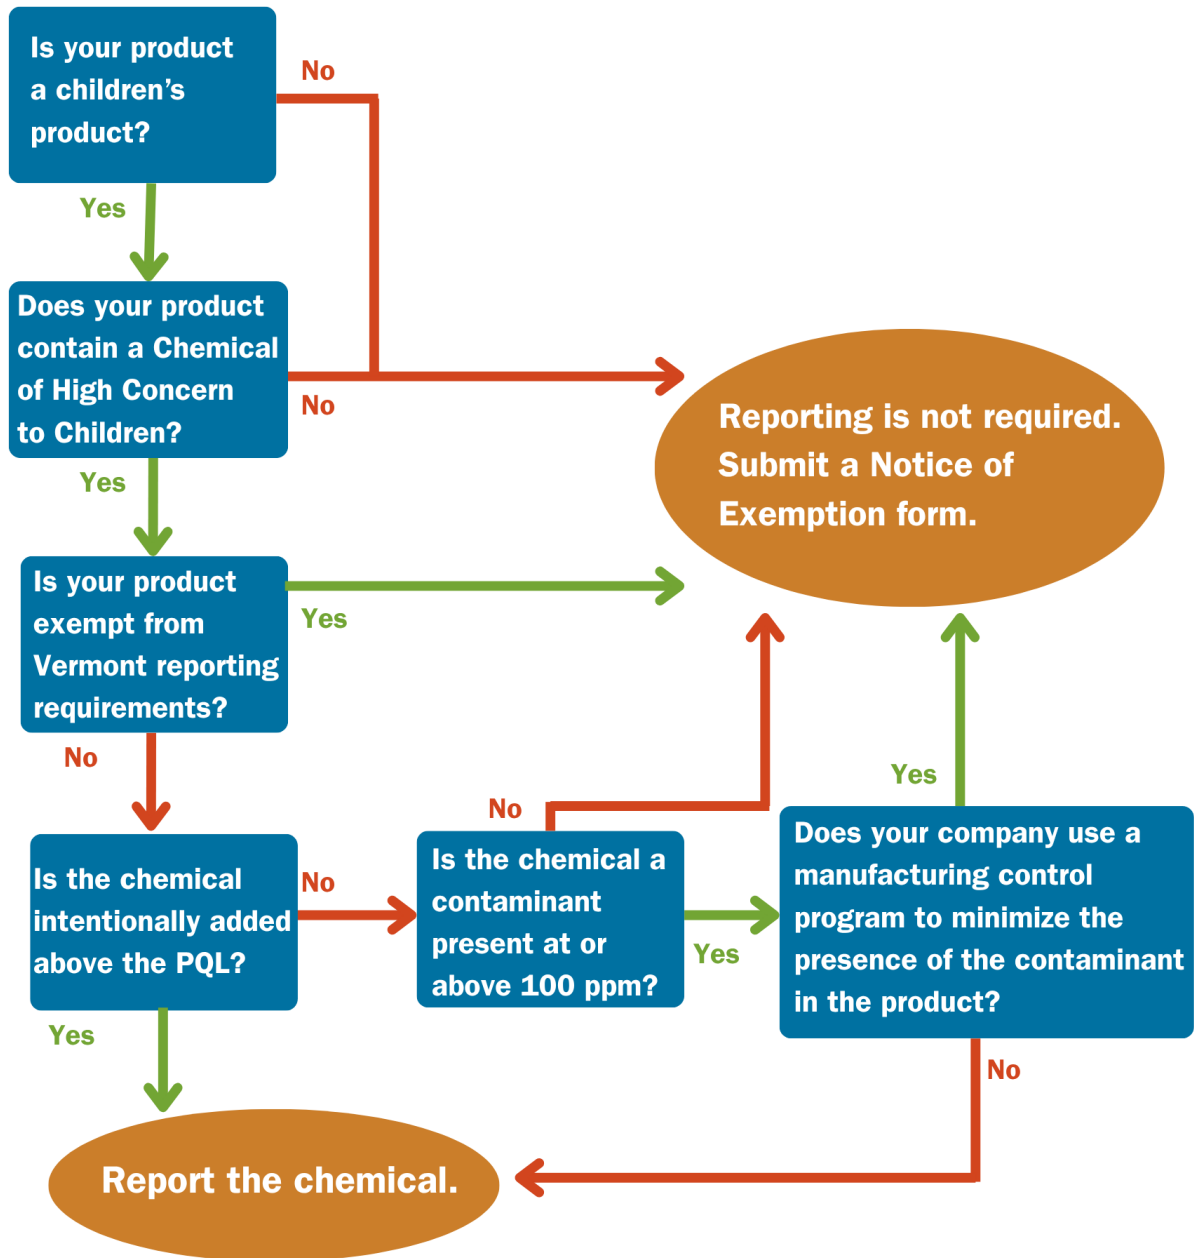 Is your product
a children's
product?
No
Yes
Does your product
contain a Chemical
of High Concern
to Children?
No
Yes
Reporting is not required.
Submit a Notice of
Exemption form.
Is your product
exempt from
Vermont reporting
requirements?
Yes
No
Is the chemical
intentionally added
above the PQL?
No
Yes
Is the chemical a
contaminant
present at or
above 100 ppm?
No
Yes
Does your company use a
manufacturing control
program to minimize the
presence of the contaminant
in the product?
Yes
No
Report the chemical.